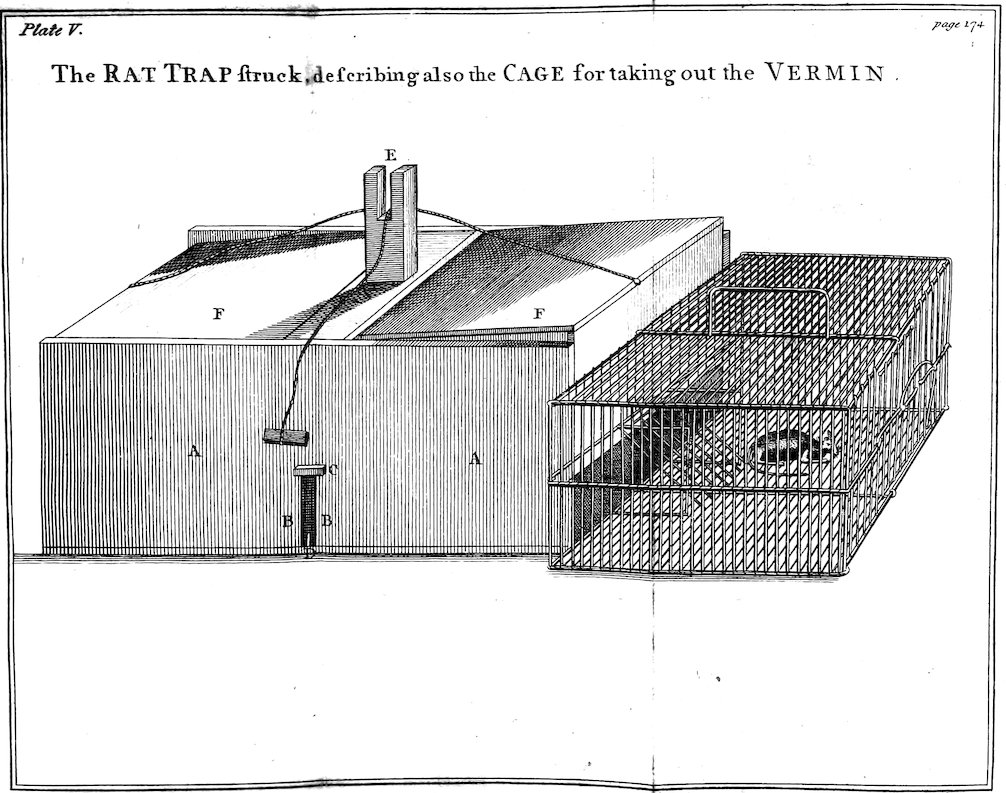 Plate V.
page 174
The RAT TRAP ſtruck, deſcribing also the CAGE for taking out the VERMIN.
E
F F
A A
C
B B